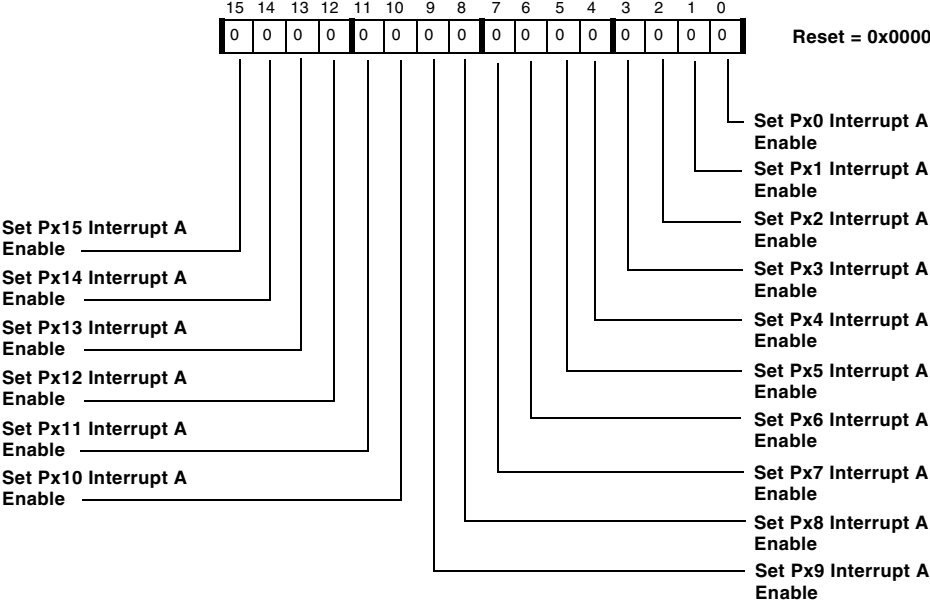 15 14 13 12 11 10 9 8 7 6 5 4 3 2 1 0
0 0 0 0 0 0 0 0 0 0 0 0 0 0 0 0
Reset = 0x0000
Set Px0 Interrupt A
Enable
Set Px1 Interrupt A
Enable
Set Px2 Interrupt A
Enable
Set Px3 Interrupt A
Enable
Set Px4 Interrupt A
Enable
Set Px5 Interrupt A
Enable
Set Px6 Interrupt A
Enable
Set Px7 Interrupt A
Enable
Set Px8 Interrupt A
Enable
Set Px9 Interrupt A
Enable
Set Px15 Interrupt A
Enable
Set Px14 Interrupt A
Enable
Set Px13 Interrupt A
Enable
Set Px12 Interrupt A
Enable
Set Px11 Interrupt A
Enable
Set Px10 Interrupt A
Enable